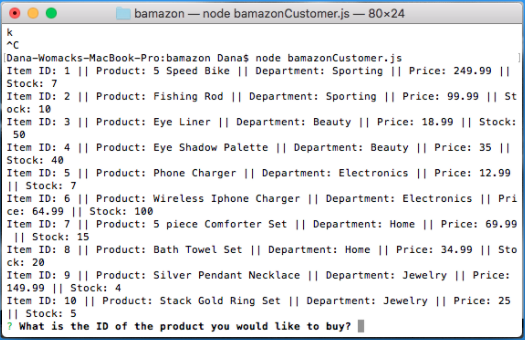 bamazon — node bamazonCustomer.js — 80×24
k
^C
[Dana-Womacks-MacBook-Pro:bamazon Dana$ node bamazonCustomer.js ]
Item ID: 1 || Product: 5 Speed Bike || Department: Sporting || Price: 249.99 ||
Stock: 7
Item ID: 2 || Product: Fishing Rod || Department: Sporting || Price: 99.99 || St
ock: 10
Item ID: 3 || Product: Eye Liner || Department: Beauty || Price: 18.99 || Stock:
 50
Item ID: 4 || Product: Eye Shadow Palette || Department: Beauty || Price: 35 ||
Stock: 40
Item ID: 5 || Product: Phone Charger || Department: Electronics || Price: 12.99
|| Stock: 7
Item ID: 6 || Product: Wireless Iphone Charger || Department: Electronics || Pri
ce: 64.99 || Stock: 100
Item ID: 7 || Product: 5 piece Comforter Set || Department: Home || Price: 69.99
 || Stock: 15
Item ID: 8 || Product: Bath Towel Set || Department: Home || Price: 34.99 || Sto
ck: 20
Item ID: 9 || Product: Silver Pendant Necklace || Department: Jewelry || Price:
149.99 || Stock: 4
Item ID: 10 || Product: Stack Gold Ring Set || Department: Jewelry || Price: 25
|| Stock: 5
? What is the ID of the product you would like to buy?